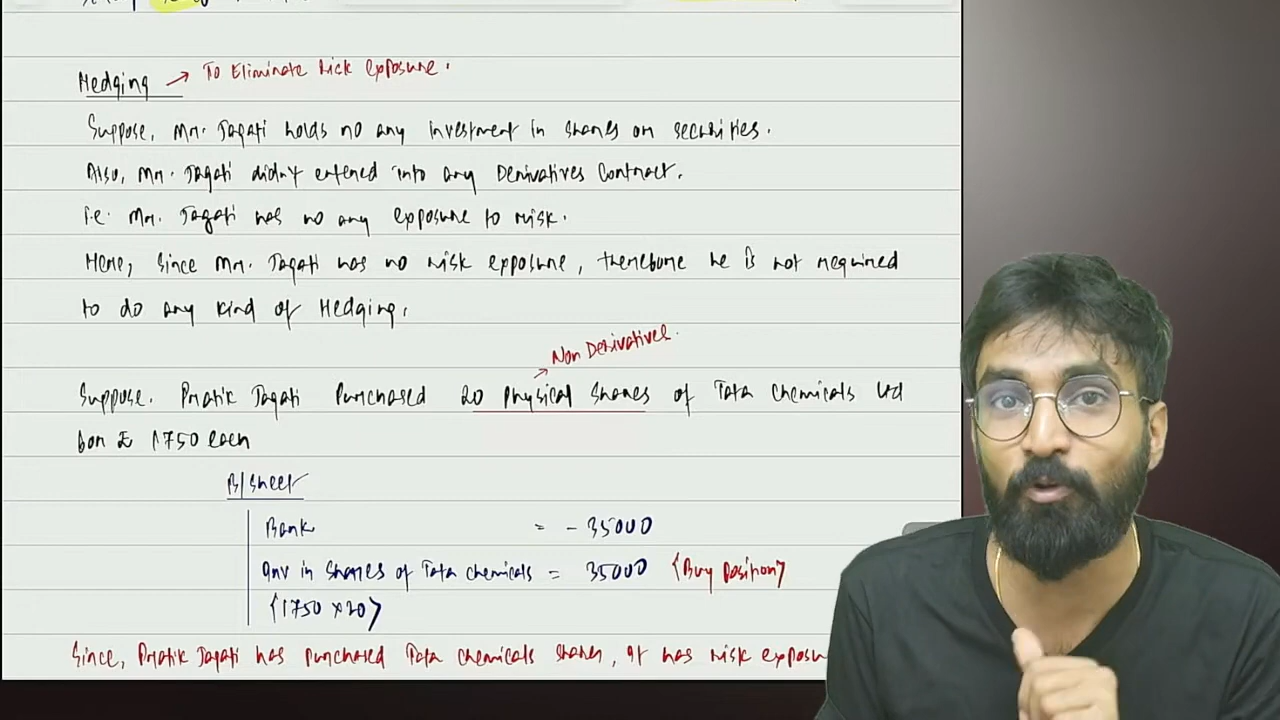 Hedging → To Eliminate Risk exposure.
Suppose, Mr. Jagati holds no any investment in shares or securities.
Also, Mr. Jagati didn't entered into any Derivatives Contract.
i.e. Mr. Jagati has no any exposure to risk.
Here, since Mr. Jagati has no risk exposure, therefore he is not required
to do any kind of Hedging.
Non Derivatives.
Suppose. Pratik Jagati Purchased 20 Physical Shares of Tata Chemicals Ltd
for ₹ 1750 each
B/Sheet
Bank = - 35000
Inv in Shares of Tata Chemicals = 35000 {Buy Position}
{1750 × 20}
Since, Pratik Jagati has purchased Tata Chemicals shares, it has risk exposu